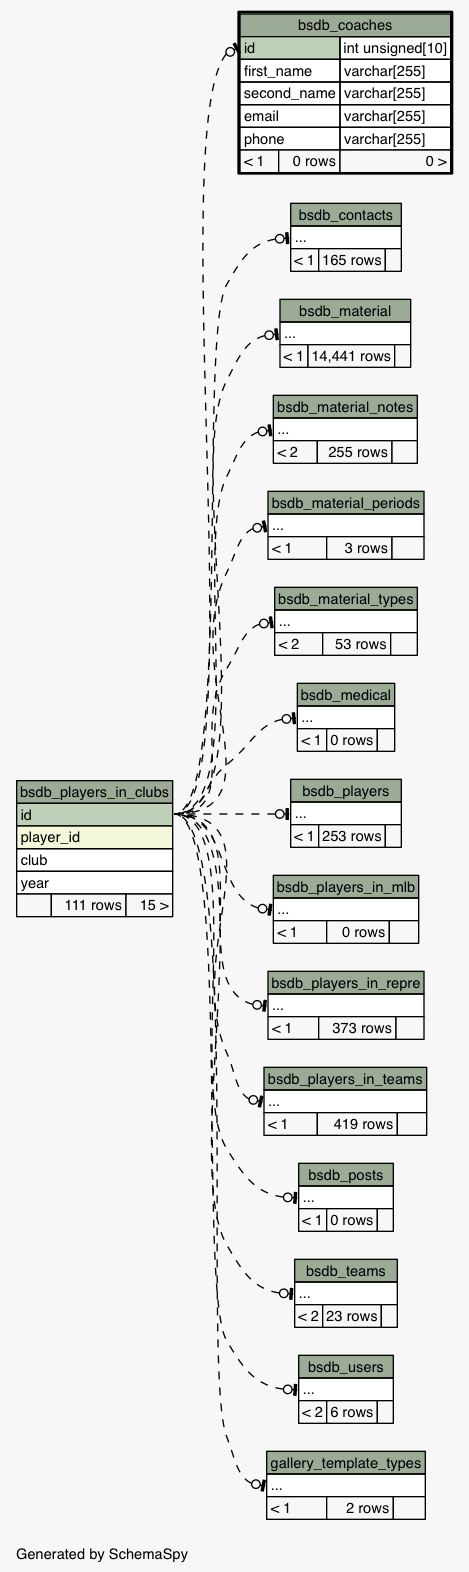 bsdb_coaches
id int unsigned[10]
first_name varchar[255]
second_name varchar[255]
email varchar[255]
phone varchar[255]
< 1 0 rows 0 >
bsdb_contacts
...
< 1 165 rows
bsdb_material
...
< 1 14,441 rows
bsdb_material_notes
...
< 2 255 rows
bsdb_material_periods
...
< 1 3 rows
bsdb_material_types
...
< 2 53 rows
bsdb_medical
...
< 1 0 rows
bsdb_players_in_clubs
id
player_id
club
year
111 rows 15 >
bsdb_players
...
< 1 253 rows
bsdb_players_in_mlb
...
< 1 0 rows
bsdb_players_in_repre
...
< 1 373 rows
bsdb_players_in_teams
...
< 1 419 rows
bsdb_posts
...
< 1 0 rows
bsdb_teams
...
< 2 23 rows
bsdb_users
...
< 2 6 rows
gallery_template_types
...
< 1 2 rows
Generated by SchemaSpy